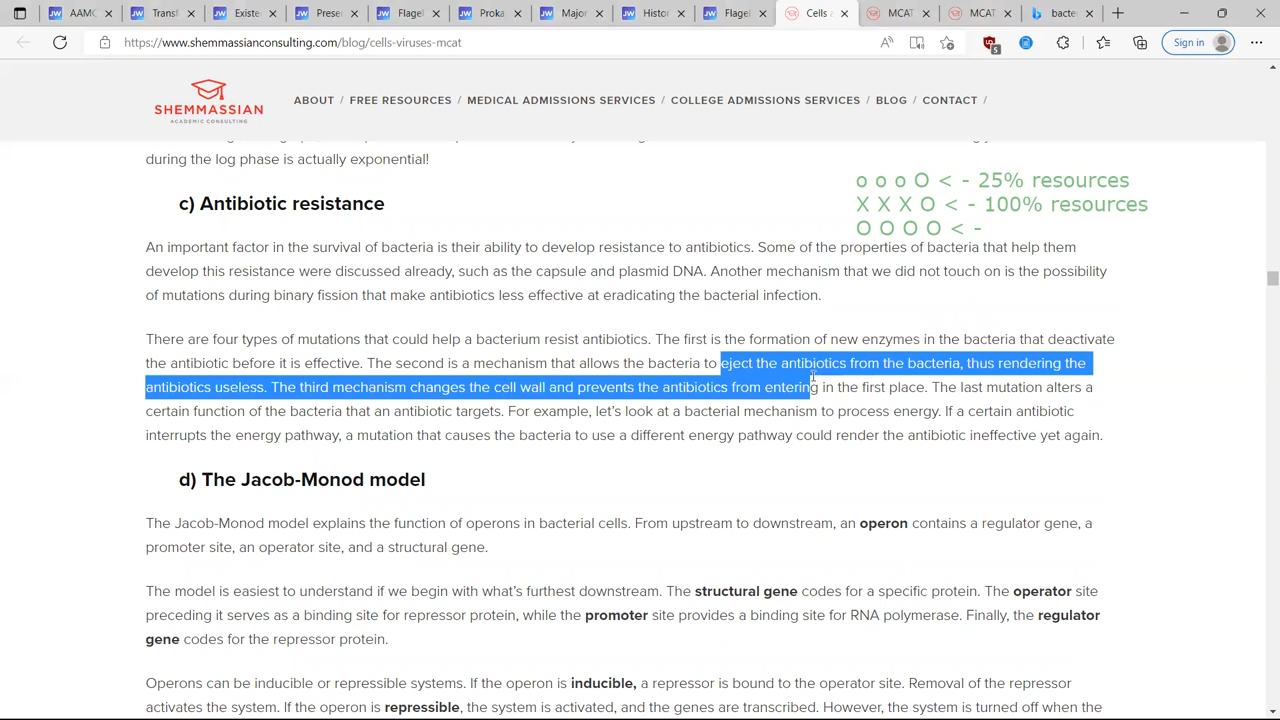 AAMC
Transf
Existe
Preser
Flagel
Proka
Major
Histor
Flagel
Cells a
MCAT
MCAT
bacter
https://www.shemmassianconsulting.com/blog/cells-viruses-mcat
5
Sign in
SHEMMASSIAN
ACADEMIC CONSULTING
ABOUT / FREE RESOURCES / MEDICAL ADMISSIONS SERVICES / COLLEGE ADMISSIONS SERVICES / BLOG / CONTACT /
during the log phase is actually exponential!
o o o O < - 25% resources
X X X O < - 100% resources
O O O O < -
c) Antibiotic resistance
An important factor in the survival of bacteria is their ability to develop resistance to antibiotics. Some of the properties of bacteria that help them
develop this resistance were discussed already, such as the capsule and plasmid DNA. Another mechanism that we did not touch on is the possibility
of mutations during binary fission that make antibiotics less effective at eradicating the bacterial infection.
There are four types of mutations that could help a bacterium resist antibiotics. The first is the formation of new enzymes in the bacteria that deactivate
the antibiotic before it is effective. The second is a mechanism that allows the bacteria to eject the antibiotics from the bacteria, thus rendering the
antibiotics useless. The third mechanism changes the cell wall and prevents the antibiotics from entering in the first place. The last mutation alters a
certain function of the bacteria that an antibiotic targets. For example, let's look at a bacterial mechanism to process energy. If a certain antibiotic
interrupts the energy pathway, a mutation that causes the bacteria to use a different energy pathway could render the antibiotic ineffective yet again.
d) The Jacob-Monod model
The Jacob-Monod model explains the function of operons in bacterial cells. From upstream to downstream, an operon contains a regulator gene, a
promoter site, an operator site, and a structural gene.
The model is easiest to understand if we begin with what's furthest downstream. The structural gene codes for a specific protein. The operator site
preceding it serves as a binding site for repressor protein, while the promoter site provides a binding site for RNA polymerase. Finally, the regulator
gene codes for the repressor protein.
Operons can be inducible or repressible systems. If the operon is inducible, a repressor is bound to the operator site. Removal of the repressor
activates the system. If the operon is repressible, the system is activated, and the genes are transcribed. However, the system is turned off when the